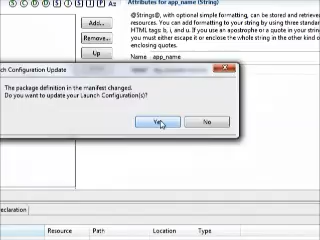 S C D D S I S I P Az
Attributes for app_name (String)
@Strings@, with optional simple formatting, can be stored and retrieved
resources. You can add formatting to your string by using three standard
HTML tags: b, i, and u. If you use an apostrophe or a quote in your string
you must either escape it or enclose the whole string in the other kind of
enclosing quotes.
Add...
Remove...
Up
Name app_name
nch Configuration Update
The package definition in the manifest changed.
Do you want to update your Launch Configuration(s)?
Yes
No
eclaration
Resource Path Location Type